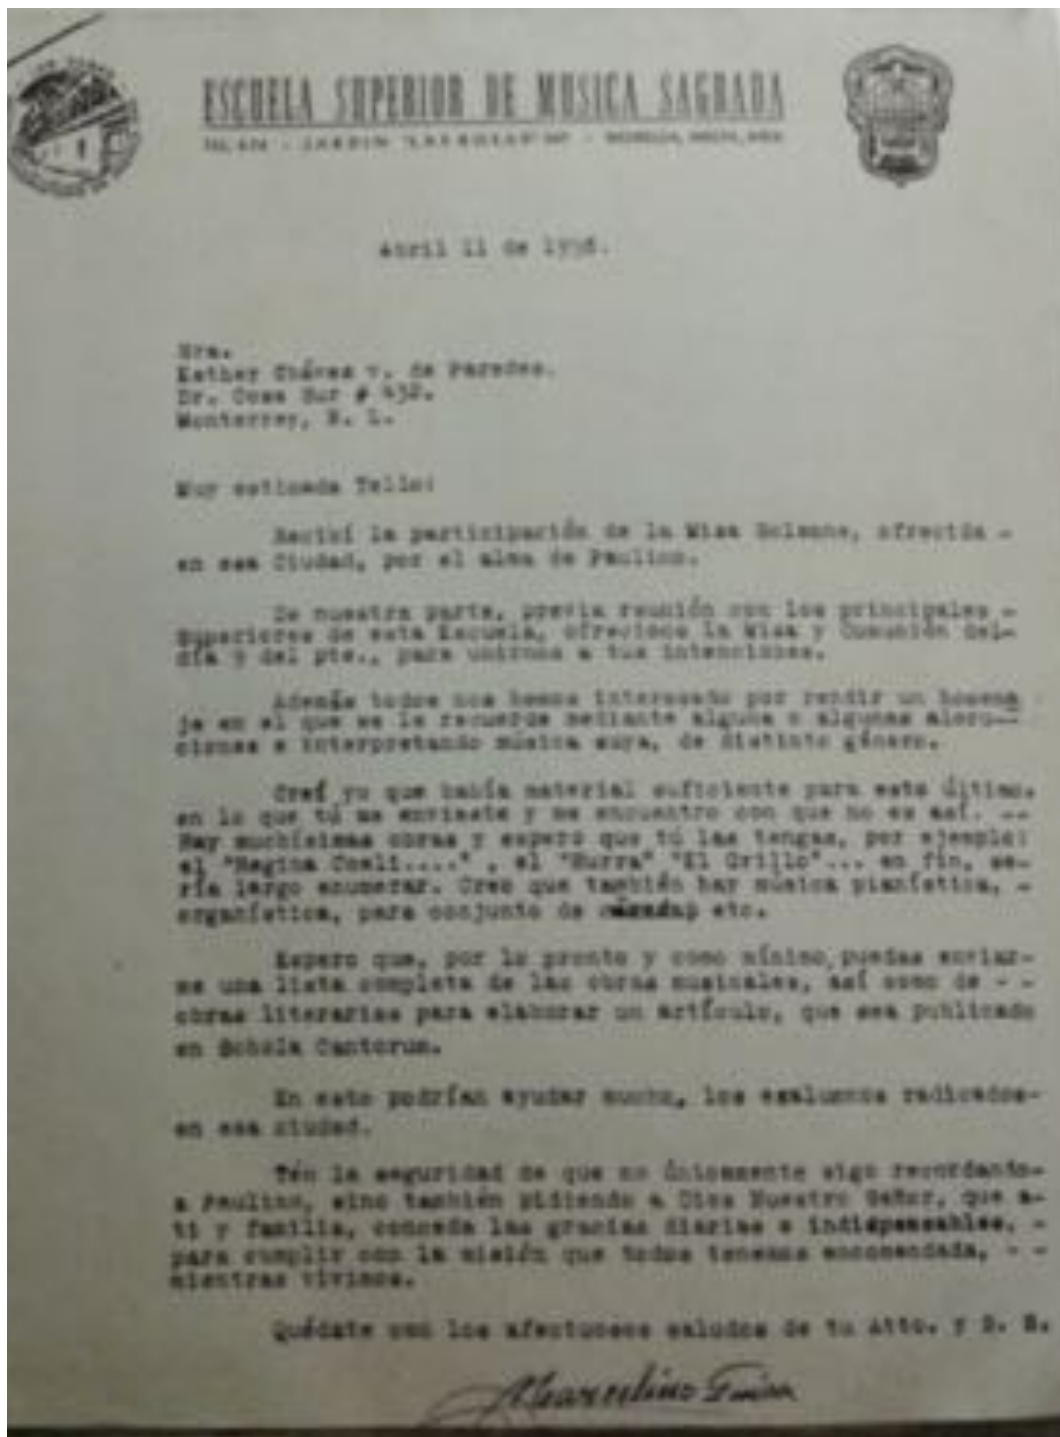 ESCUELA SUPERIOR DE MUSICA SAGRADA
Abril 11 de
Sra.
Esther Cháves v. de Paredes.
Dr. Coss Sur # 432.
Monterrey, N. L.
Muy estimada Tello:
Recibí la participación de la Misa Solemne, ofrecida -
en esa Ciudad, por el alma de Paulino.
De nuestra parte, previa reunión con los principales -
Superiores de esta Escuela, ofrecimos la Misa y Comunión del-
día 9 del pte., para unirnos a tus intenciones.
Además todos nos hemos interesado por rendir un homena
je en el que se le recuerde mediante alguna o algunas alocu--
ciones e interpretando música suya, de distinto género.
Creí yo que había material suficiente para esto último.
en lo que tú me enviaste y me encuentro con que no es así. --
Hay muchísimas obras y espero que tú las tengas, por ejemplo:
el "Regina Coeli....", el "Hurra" "El Grillo"... en fin, se-
ría largo enumerar. Creo que también hay música pianística, -
organística, para conjunto de etc.
Espero que, por lo pronto y como mínimo, puedas enviar-
me una lista completa de las obras musicales, así como de - -
obras literarias para elaborar un artículo, que sea publicado
en Schola Cantorum.
En esto podrían ayudar mucho, los exalumnos radicados-
en esa ciudad.
Ten la seguridad de que no únicamente sigo recordando-
a Paulino, sino también pidiendo a Dios Nuestro Señor, que a-
ti y familia, conceda las gracias diarias e indispensables, -
para cumplir con la misión que todos tenemos encomendada, - -
mientras vivimos.
Quédate con los afectuosos saludos de tu Atto. y S. S.
Marcelino